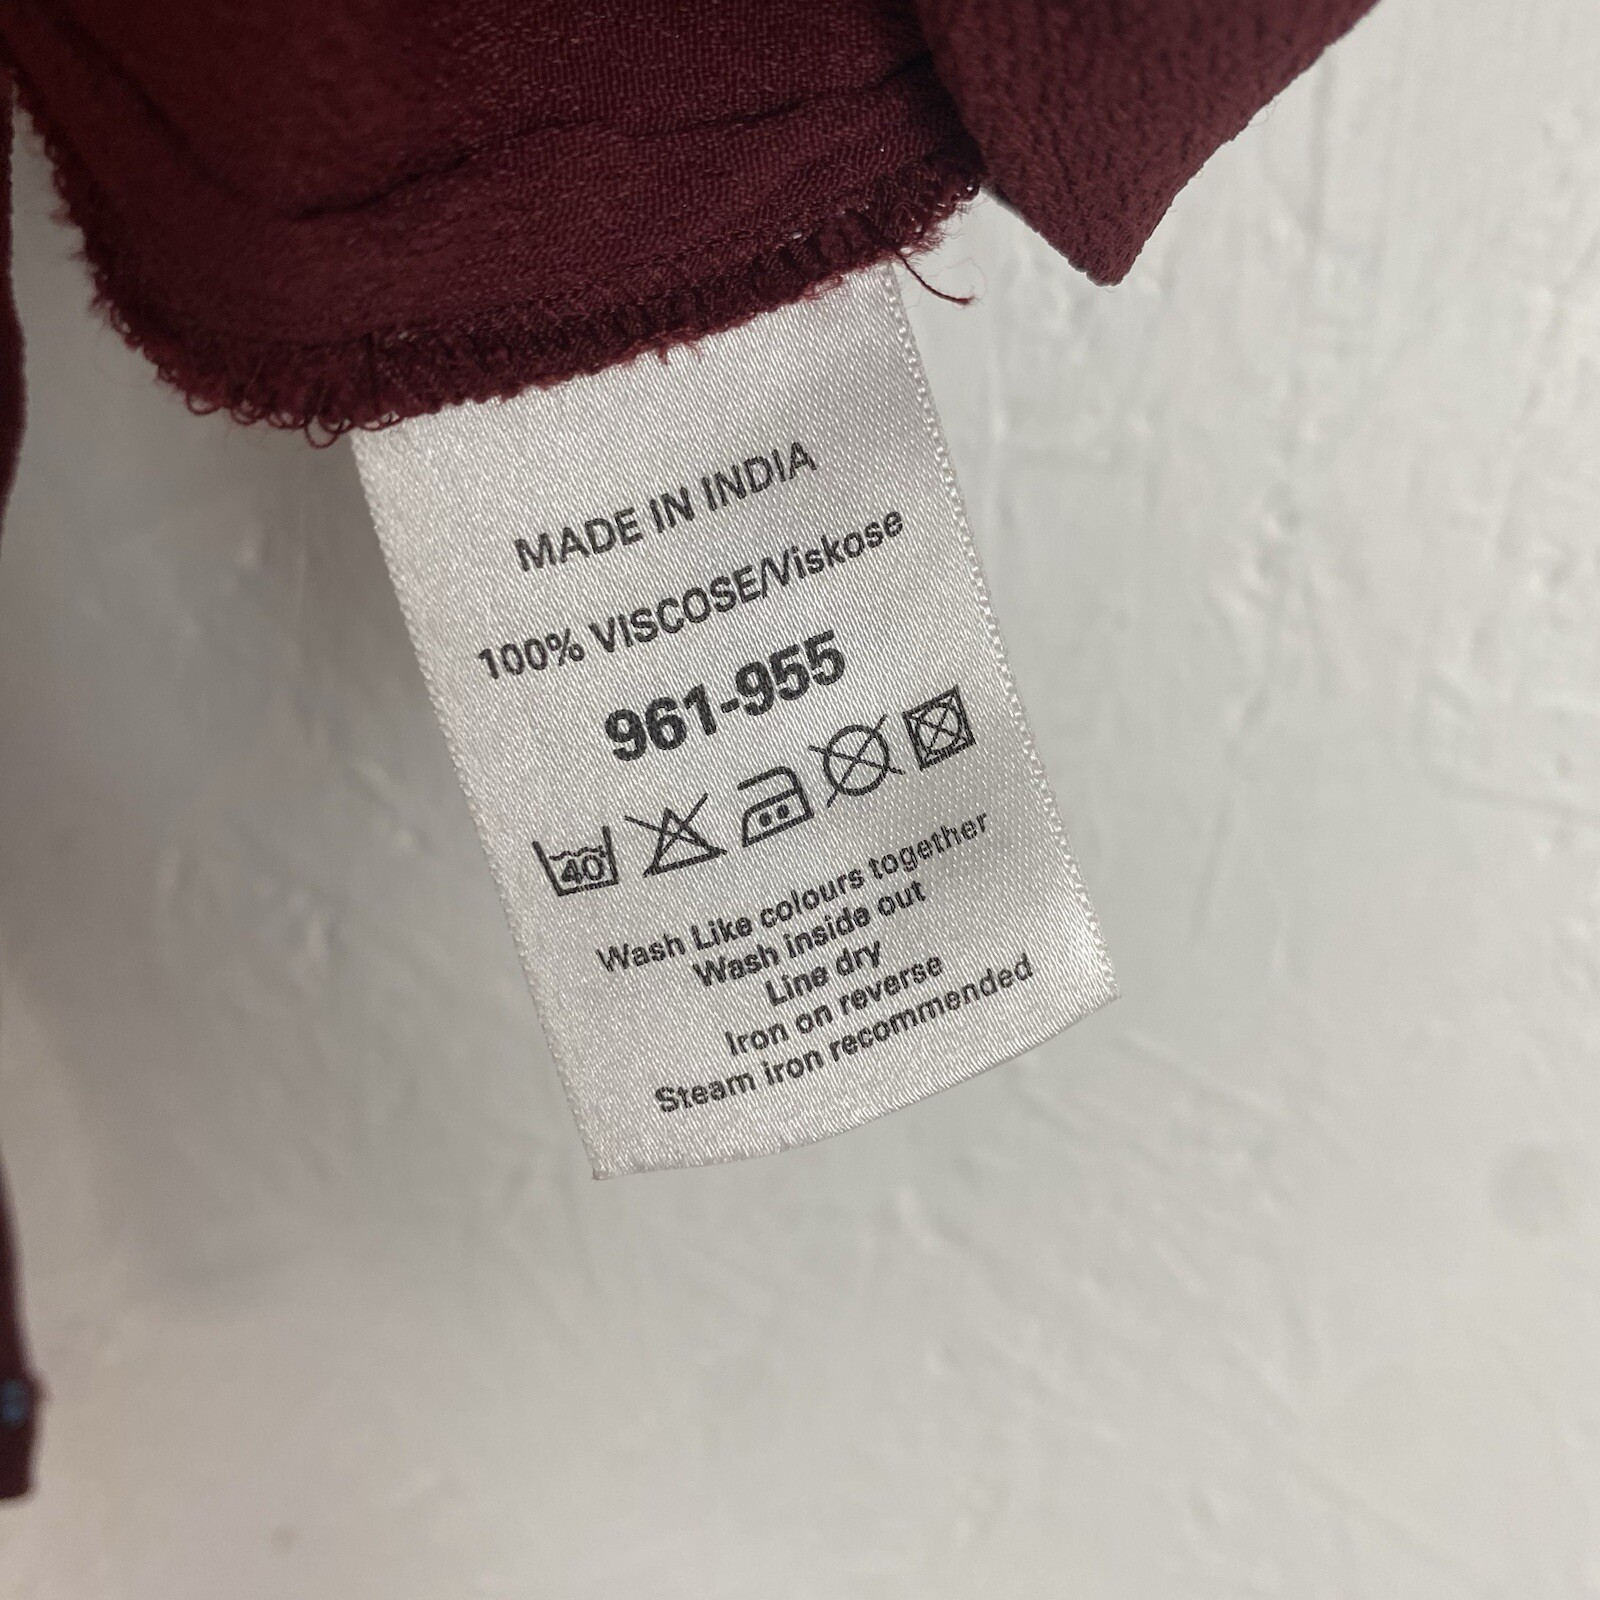 MADE IN INDIA
100% VISCOSE/Viskose
961-955
40
Wash Like colours together
Wash inside out
Line dry
Iron on reverse
Steam iron recommended